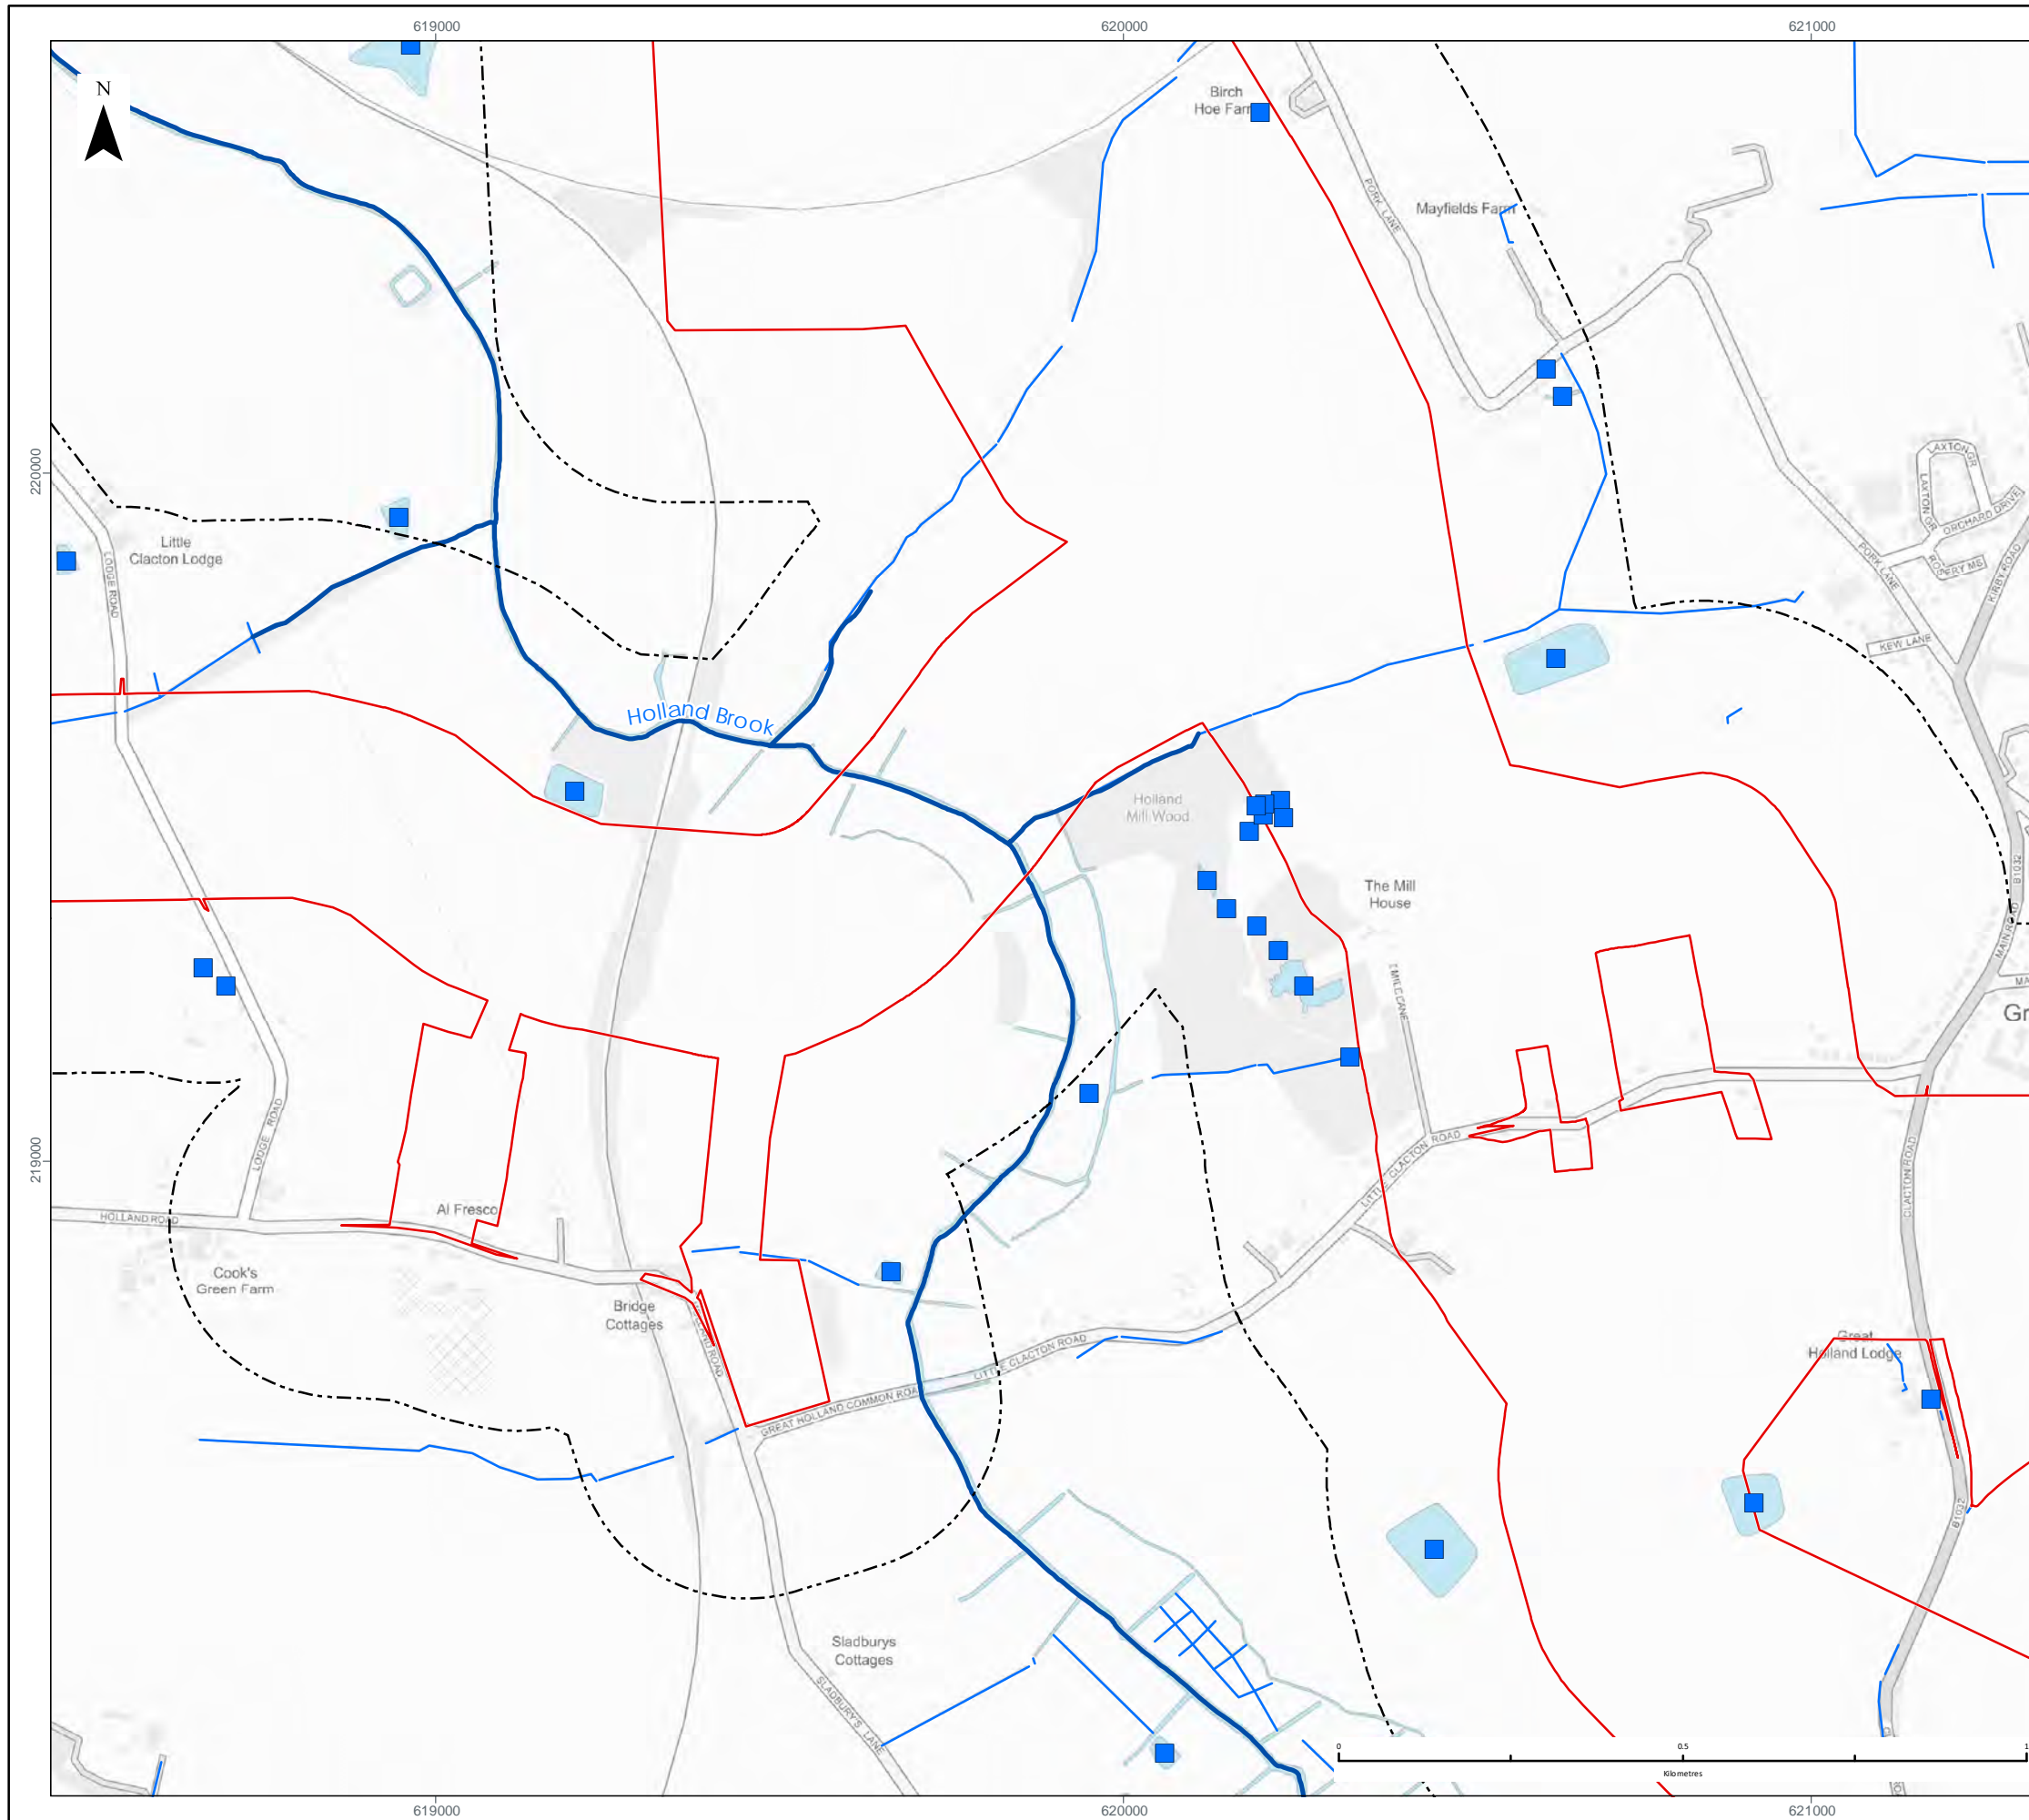 619000
620000
621000
N
Birch
Hoe Farm
PORK LANE
Mayfields Farm
220000
LAXTON GR
LAXTON GR
ORCHARD DRIVE
Little
Clacton Lodge
LODGE ROAD
PORK LANE
KIRBY ROAD
KEW LANE
Holland Brook
Holland
Mill Wood
B1032
The Mill
House
MAIN ROAD
MA
Gr
219000
LODGE ROAD
LITTLE CLACTON ROAD
CLACTON ROAD
HOLLAND ROAD
Al Fresco
Cook's
Green Farm
Bridge
Cottages
LITTLE CLACTON ROAD
GREAT HOLLAND COMMON ROAD
Great
Holland Lodge
B1032
Sladburys
Cottages
SLADBURY'S LANE
0
0.5
1
Kilometres
619000
620000
621000